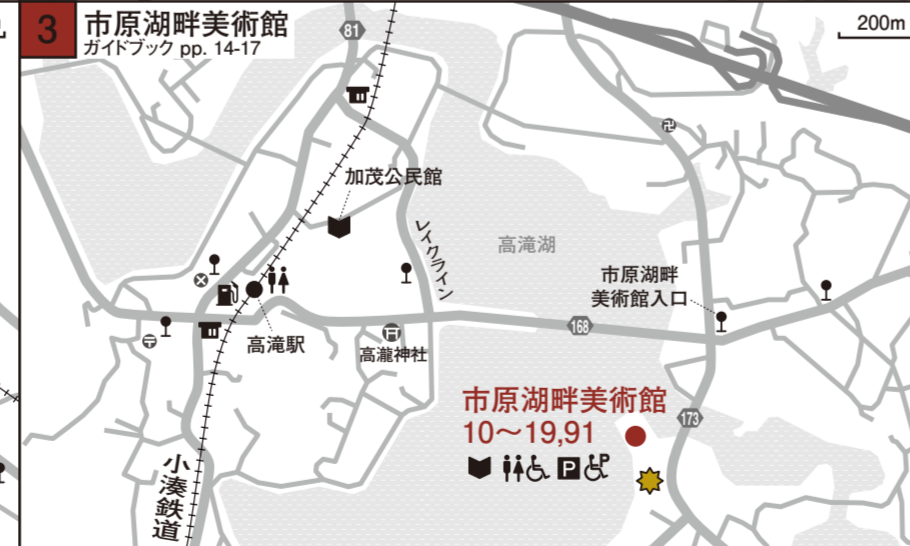 3
市原湖畔美術館
ガイドブック pp. 14-17
200m
81
加茂公民館
レイクライン
高滝湖
市原湖畔
美術館入口
168
高滝駅
高瀧神社
市原湖畔美術館
10〜19,91
P
173
小湊鉄道